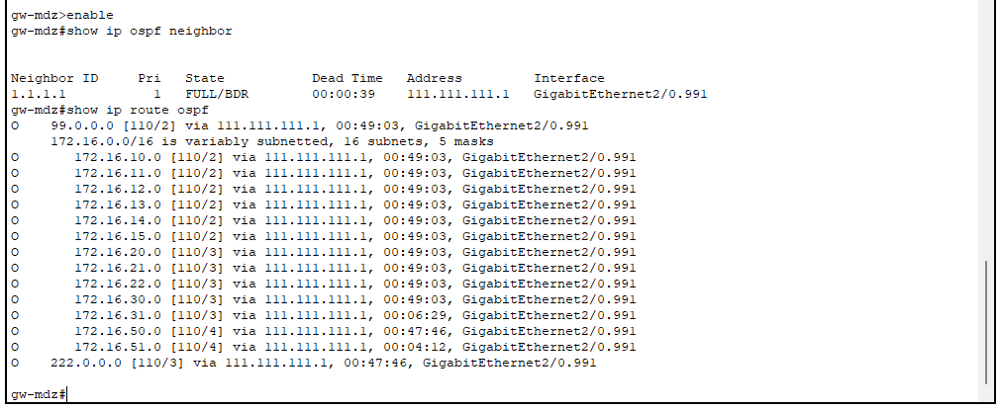 gw-mdz>enable
gw-mdz#show ip ospf neighbor
Neighbor ID     Pri   State           Dead Time   Address         Interface
1.1.1.1           1   FULL/BDR        00:00:39    111.111.111.1   GigabitEthernet2/0.991
gw-mdz#show ip route ospf
O    99.0.0.0 [110/2] via 111.111.111.1, 00:49:03, GigabitEthernet2/0.991
     172.16.0.0/16 is variably subnetted, 16 subnets, 5 masks
O       172.16.10.0 [110/2] via 111.111.111.1, 00:49:03, GigabitEthernet2/0.991
O       172.16.11.0 [110/2] via 111.111.111.1, 00:49:03, GigabitEthernet2/0.991
O       172.16.12.0 [110/2] via 111.111.111.1, 00:49:03, GigabitEthernet2/0.991
O       172.16.13.0 [110/2] via 111.111.111.1, 00:49:03, GigabitEthernet2/0.991
O       172.16.14.0 [110/2] via 111.111.111.1, 00:49:03, GigabitEthernet2/0.991
O       172.16.15.0 [110/2] via 111.111.111.1, 00:49:03, GigabitEthernet2/0.991
O       172.16.20.0 [110/3] via 111.111.111.1, 00:49:03, GigabitEthernet2/0.991
O       172.16.21.0 [110/3] via 111.111.111.1, 00:49:03, GigabitEthernet2/0.991
O       172.16.22.0 [110/3] via 111.111.111.1, 00:49:03, GigabitEthernet2/0.991
O       172.16.30.0 [110/3] via 111.111.111.1, 00:49:03, GigabitEthernet2/0.991
O       172.16.31.0 [110/3] via 111.111.111.1, 00:06:29, GigabitEthernet2/0.991
O       172.16.50.0 [110/4] via 111.111.111.1, 00:47:46, GigabitEthernet2/0.991
O       172.16.51.0 [110/4] via 111.111.111.1, 00:04:12, GigabitEthernet2/0.991
O    222.0.0.0 [110/3] via 111.111.111.1, 00:47:46, GigabitEthernet2/0.991
gw-mdz#